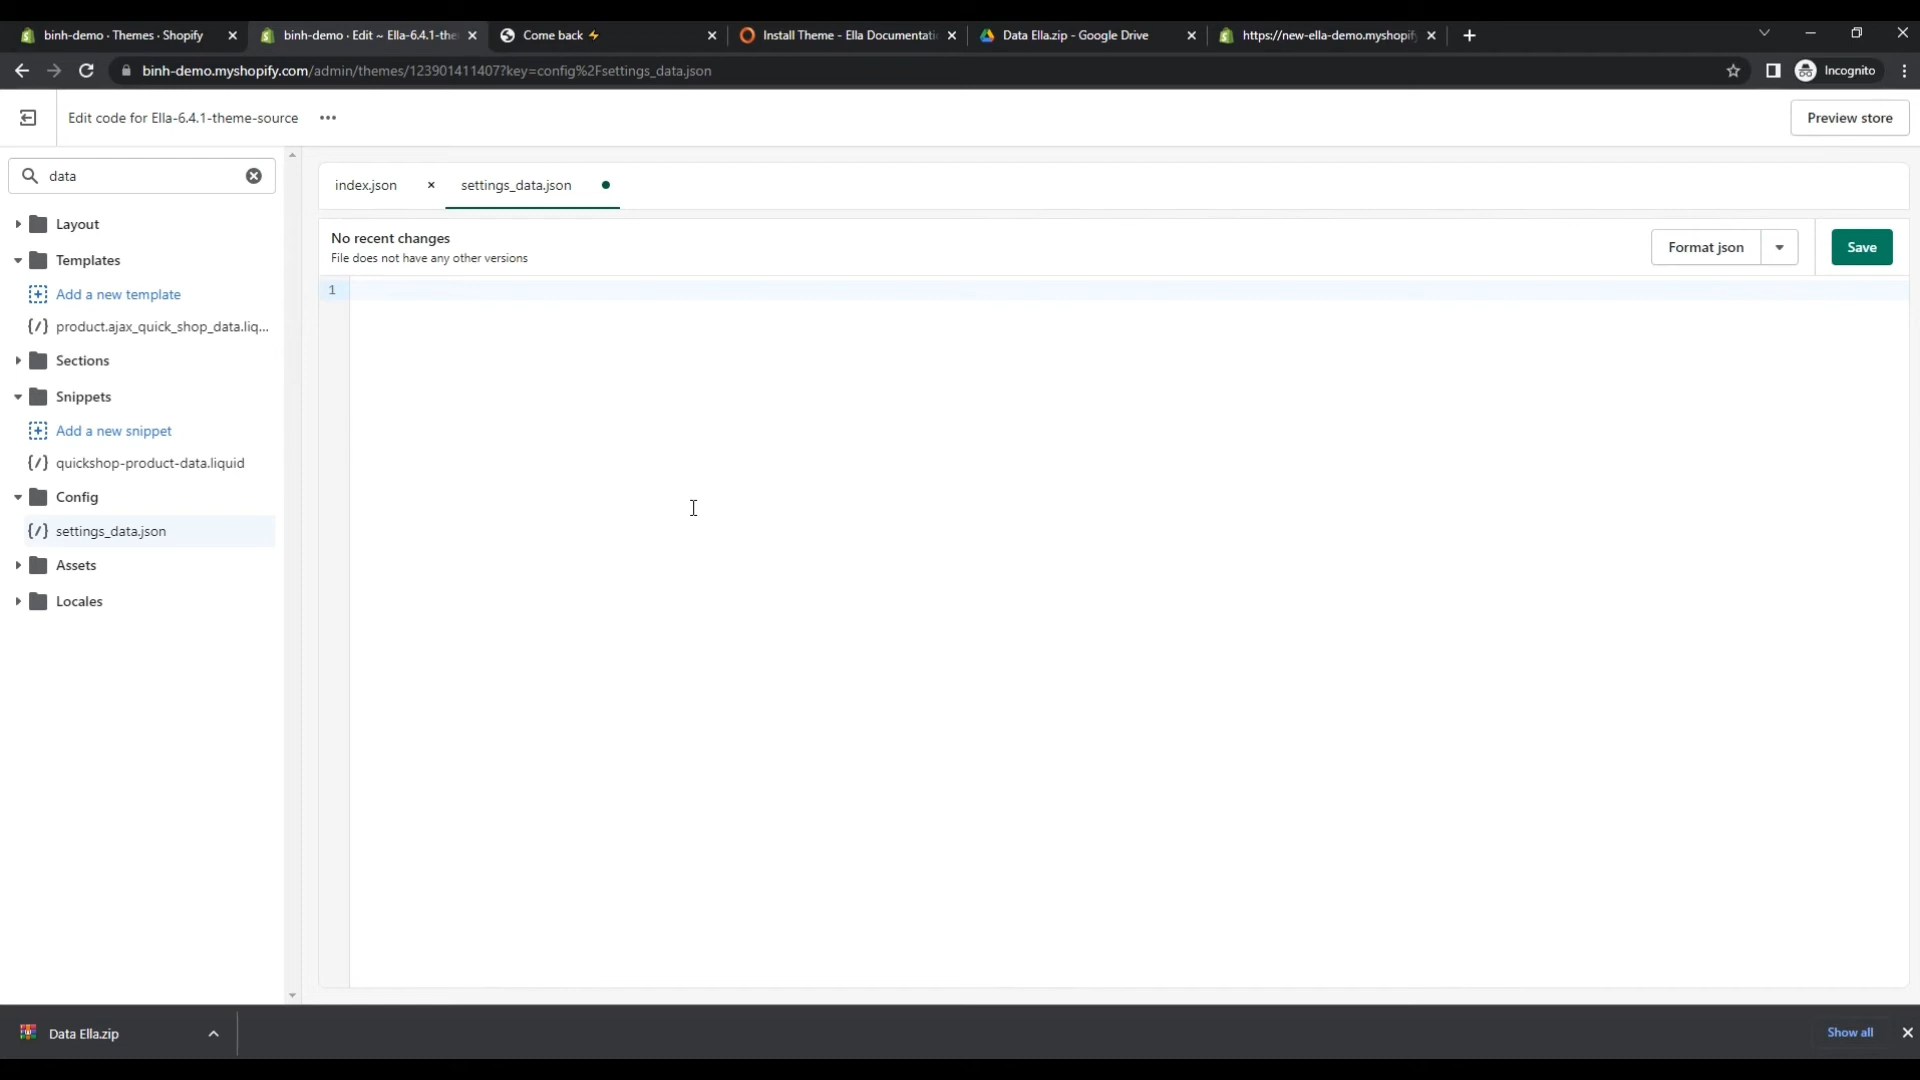 binh-demo · Themes · Shopify
binh-demo · Edit ~ Ella-6.4.1-the
Come back ⚡
Install Theme - Ella Documentati
Data Ella.zip - Google Drive
https://new-ella-demo.myshopif
binh-demo.myshopify.com/admin/themes/123901411407?key=config%2Fsettings_data.json
Incognito
Edit code for Ella-6.4.1-theme-source
Preview store
data
index.json
settings_data.json
Layout
No recent changes
File does not have any other versions
Format json
Save
Templates
Add a new template
1
product.ajax_quick_shop_data.liq...
Sections
Snippets
Add a new snippet
quickshop-product-data.liquid
Config
settings_data.json
Assets
Locales
Data Ella.zip
Show all